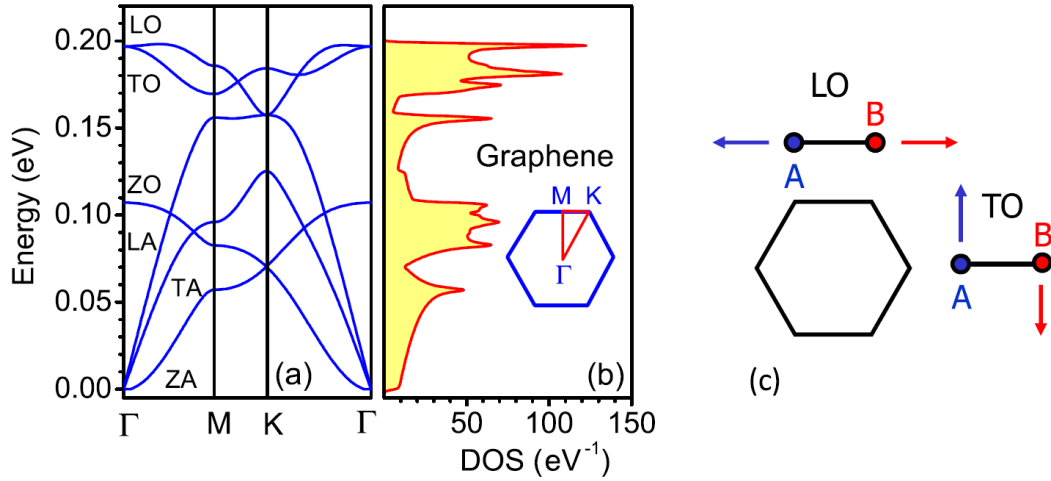 LO
TO
ZO
LA
TA
ZA
(a)
0.20
0.15
0.10
0.05
0.00
Energy (eV)
Γ M K Γ
Graphene
M K
Γ
(b)
50 100 150
DOS (eV⁻¹)
LO
B
A
TO
B
A
(c)